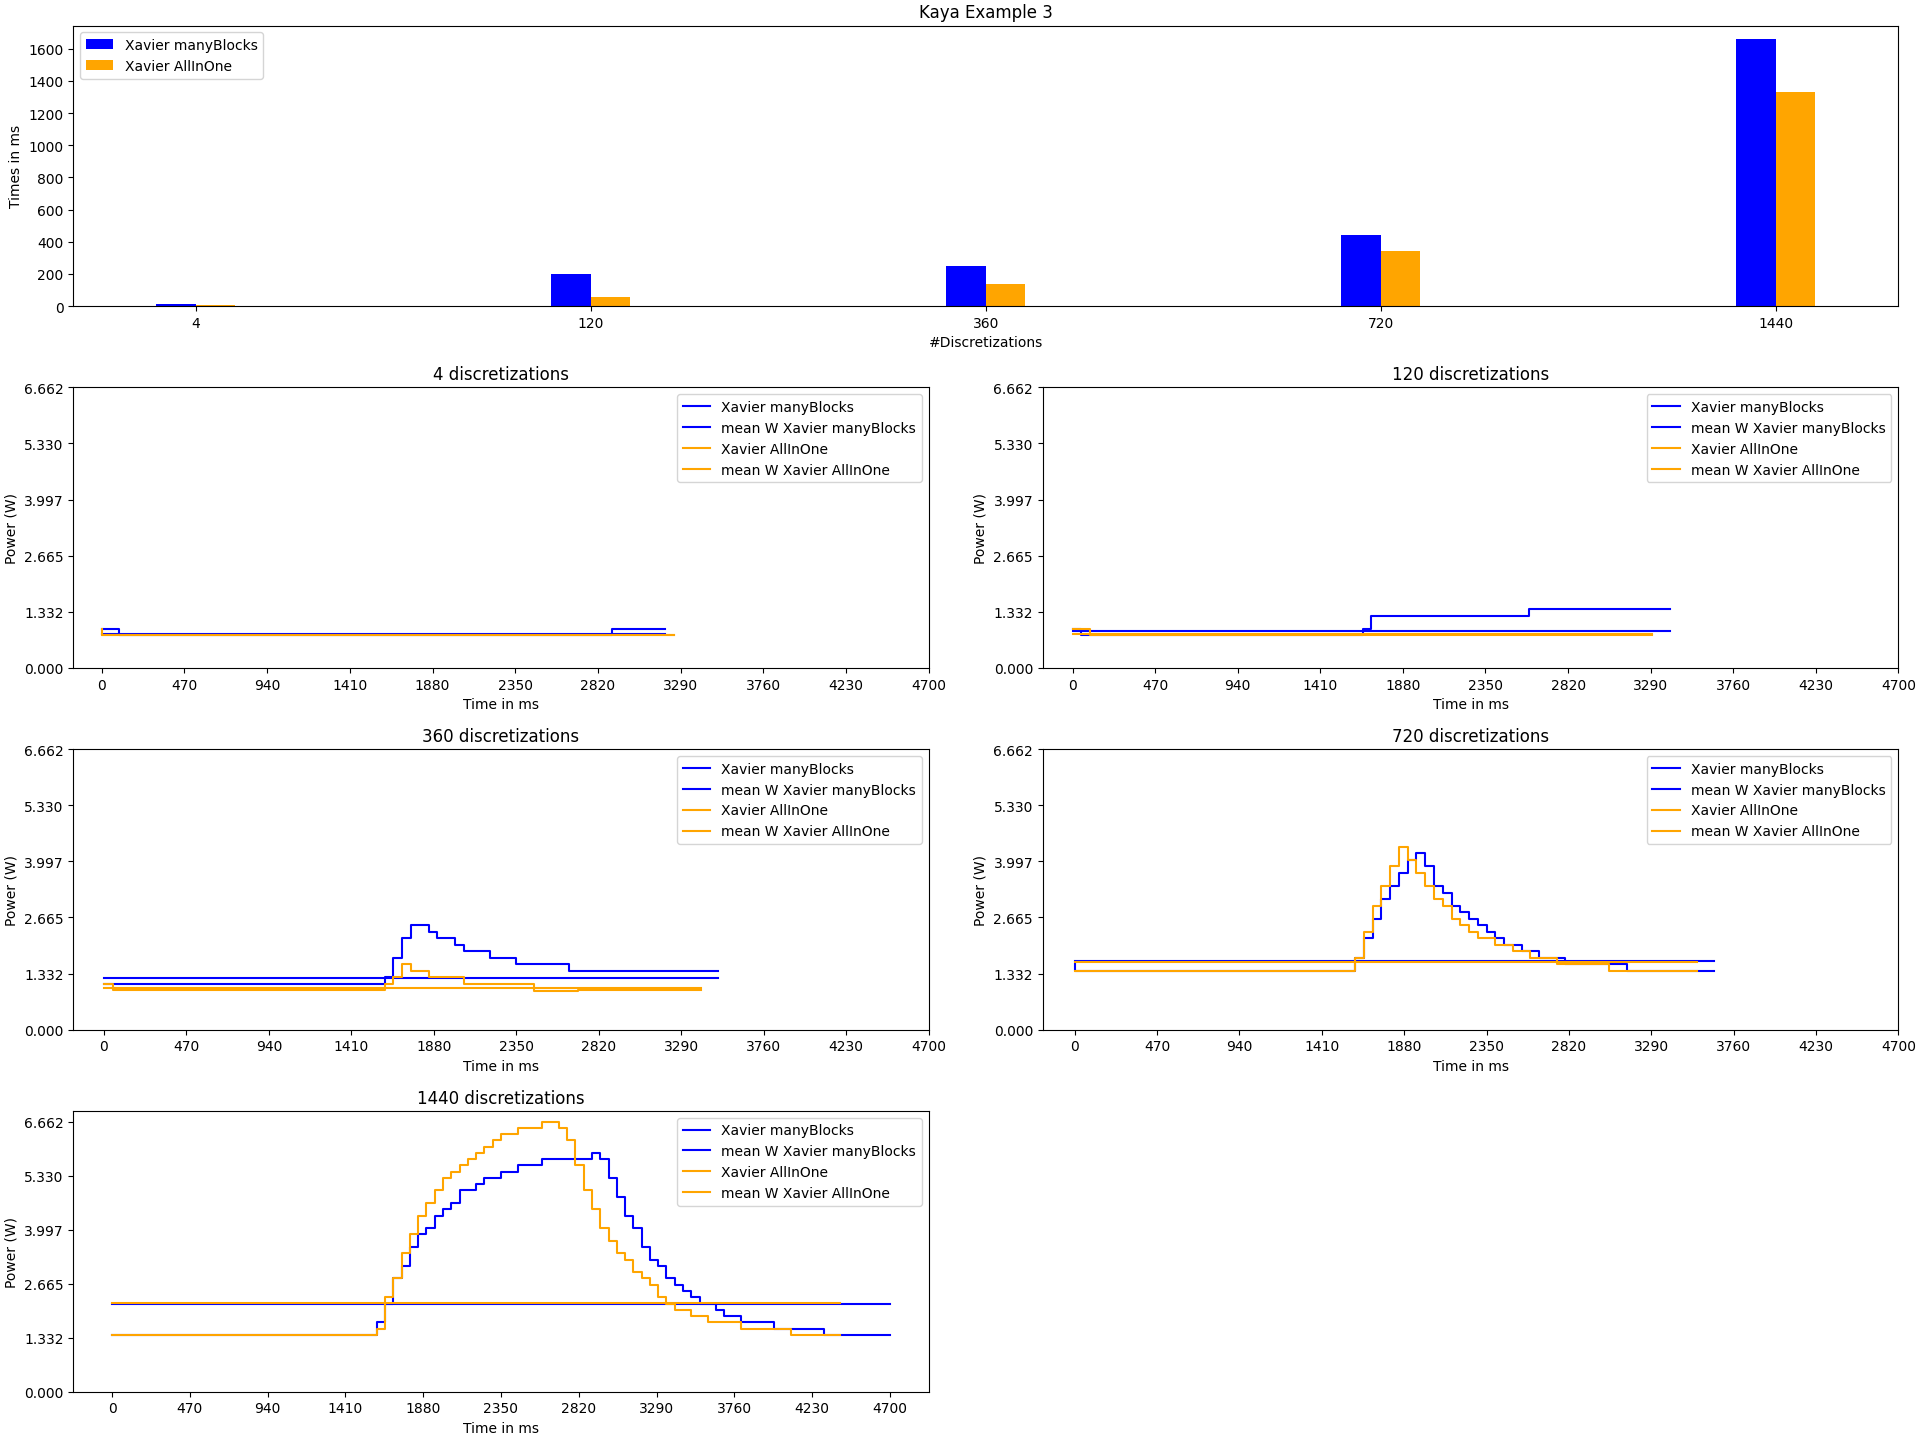 Kaya Example 3
Xavier manyBlocks
Xavier AllInOne
Times in ms
1600
1400
1200
1000
800
600
400
200
0
4 120 360 720 1440
#Discretizations
4 discretizations
Xavier manyBlocks
mean W Xavier manyBlocks
Xavier AllInOne
mean W Xavier AllInOne
Power (W)
6.662
5.330
3.997
2.665
1.332
0.000
0 470 940 1410 1880 2350 2820 3290 3760 4230 4700
Time in ms
120 discretizations
Xavier manyBlocks
mean W Xavier manyBlocks
Xavier AllInOne
mean W Xavier AllInOne
Power (W)
6.662
5.330
3.997
2.665
1.332
0.000
0 470 940 1410 1880 2350 2820 3290 3760 4230 4700
Time in ms
360 discretizations
Xavier manyBlocks
mean W Xavier manyBlocks
Xavier AllInOne
mean W Xavier AllInOne
Power (W)
6.662
5.330
3.997
2.665
1.332
0.000
0 470 940 1410 1880 2350 2820 3290 3760 4230 4700
Time in ms
720 discretizations
Xavier manyBlocks
mean W Xavier manyBlocks
Xavier AllInOne
mean W Xavier AllInOne
Power (W)
6.662
5.330
3.997
2.665
1.332
0.000
0 470 940 1410 1880 2350 2820 3290 3760 4230 4700
Time in ms
1440 discretizations
Xavier manyBlocks
mean W Xavier manyBlocks
Xavier AllInOne
mean W Xavier AllInOne
Power (W)
6.662
5.330
3.997
2.665
1.332
0.000
0 470 940 1410 1880 2350 2820 3290 3760 4230 4700
Time in ms